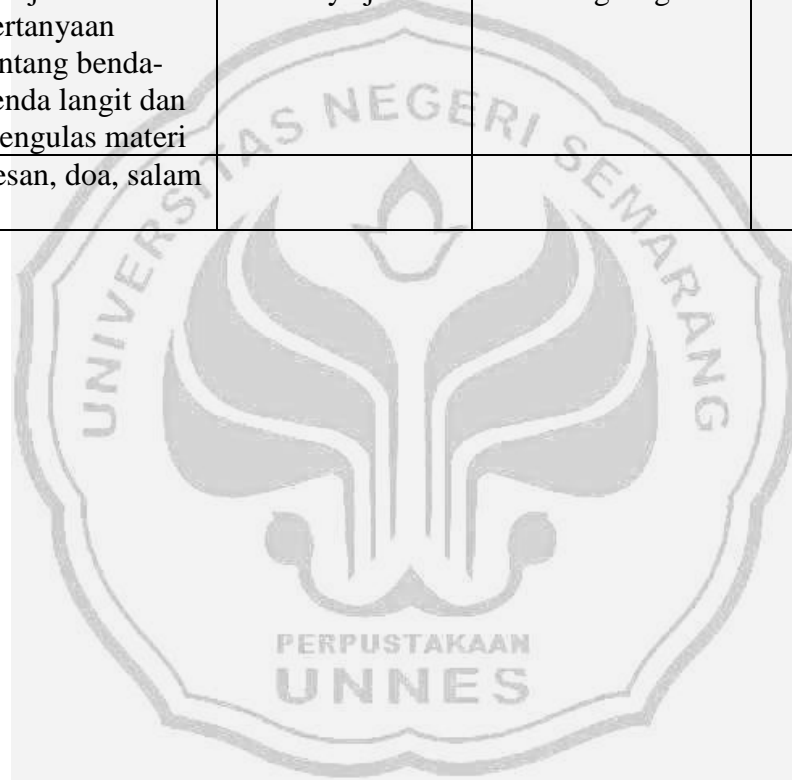 ertanyaan
ntang benda-
enda langit dan
engulas materi
esan, doa, salam
UNIVERSITAS NEGERI SEMARANG
PERPUSTAKAAN
UNNES